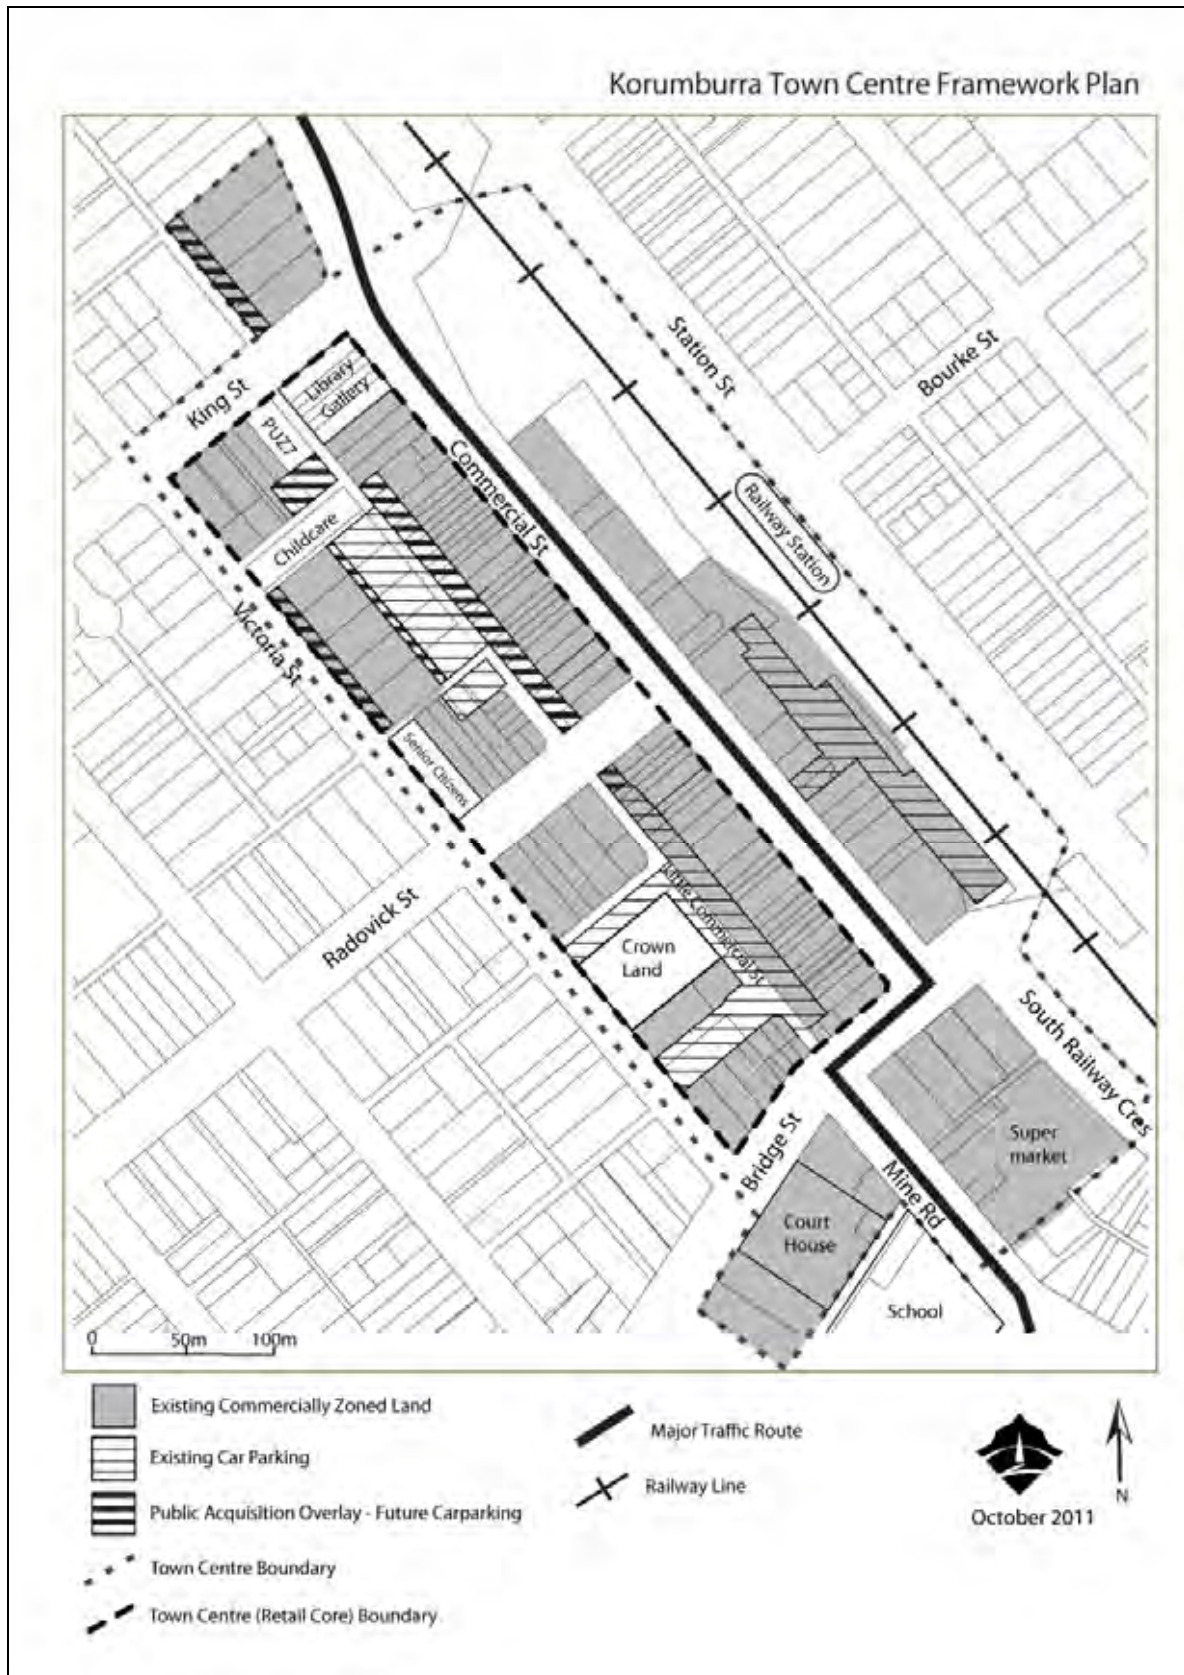 Korumburra Town Centre Framework Plan
Station St
Bourke St
King St
Library
Gallery
PUZ7
Commercial St
Railway Station
Childcare
Victoria St
Senior Citizens
Radovick St
Little Commercial St
Crown
Land
South Railway Cres
Super
market
Bridge St
Mine Rd
Court
House
School
0 50m 100m
Existing Commercially Zoned Land
Existing Car Parking
Public Acquisition Overlay - Future Carparking
Town Centre Boundary
Town Centre (Retail Core) Boundary
Major Traffic Route
Railway Line
October 2011
N